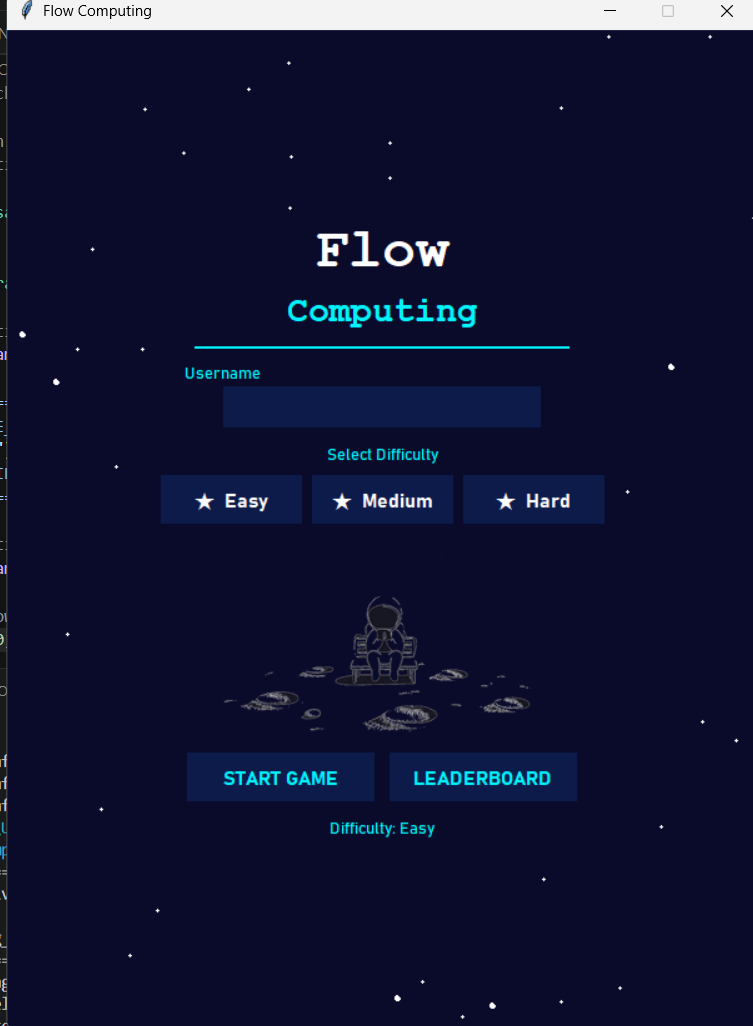 Flow Computing
Flow
Computing
Username
Select Difficulty
★ Easy ★ Medium ★ Hard
START GAME LEADERBOARD
Difficulty: Easy